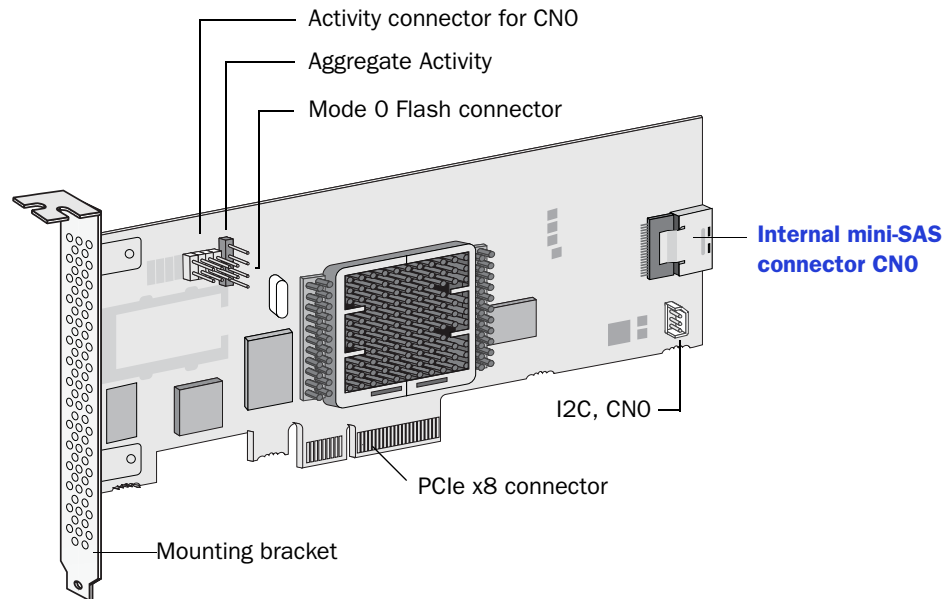 Activity connector for CN0
Aggregate Activity
Mode 0 Flash connector
Internal mini-SAS
connector CN0
I2C, CN0
PCIe x8 connector
Mounting bracket